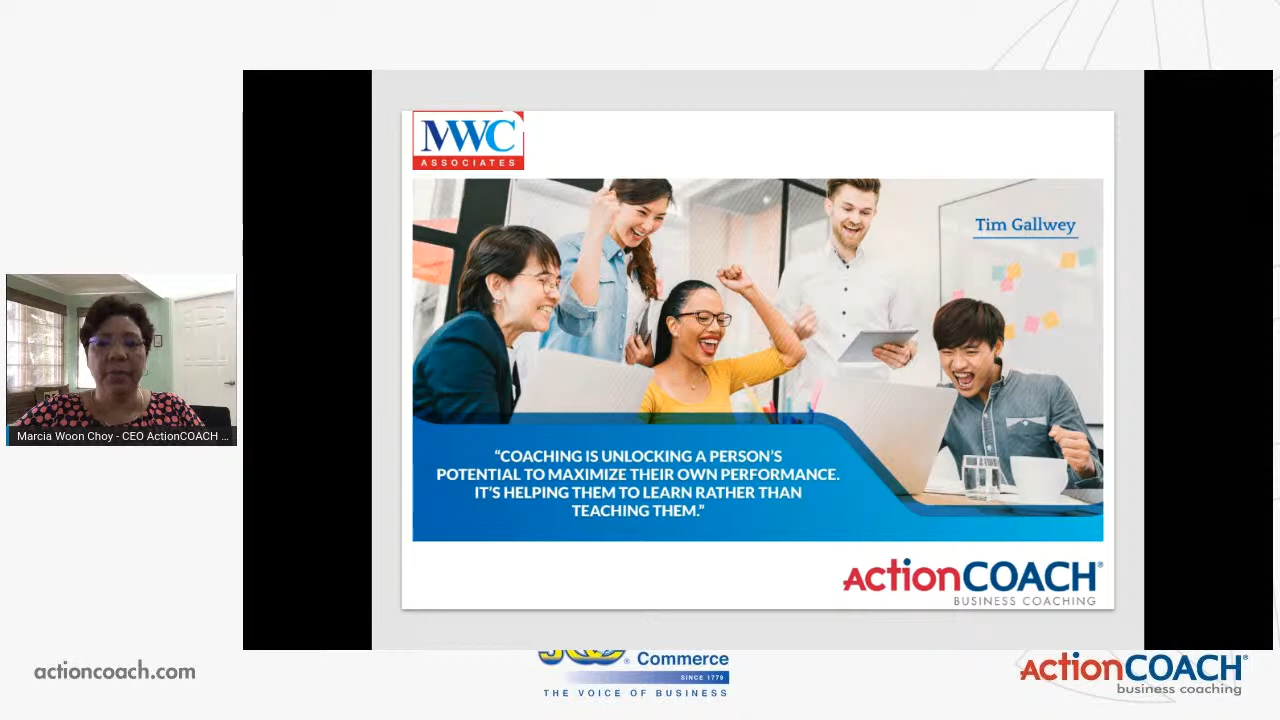 MWC
ASSOCIATES
Tim Gallwey
“COACHING IS UNLOCKING A PERSON’S
POTENTIAL TO MAXIMIZE THEIR OWN PERFORMANCE.
IT’S HELPING THEM TO LEARN RATHER THAN
TEACHING THEM.”
ActionCOACH®
BUSINESS COACHING
Marcia Woon Choy - CEO ActionCOACH ...
actioncoach.com
Commerce
SINCE 1779
THE VOICE OF BUSINESS
ActionCOACH®
business coaching